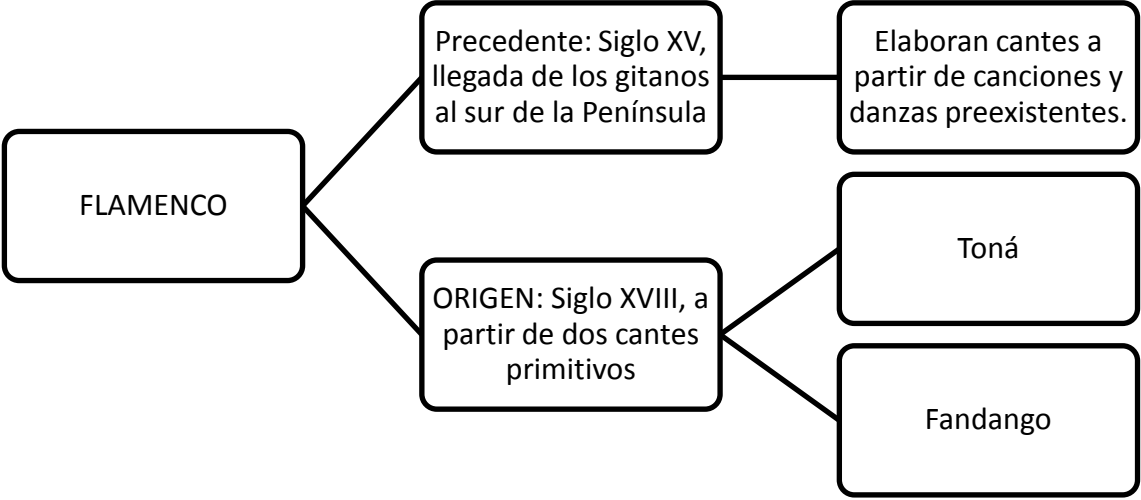 FLAMENCO
Precedente: Siglo XV,
llegada de los gitanos
al sur de la Península
Elaboran cantes a
partir de canciones y
danzas preexistentes.
ORIGEN: Siglo XVIII, a
partir de dos cantes
primitivos
Toná
Fandango